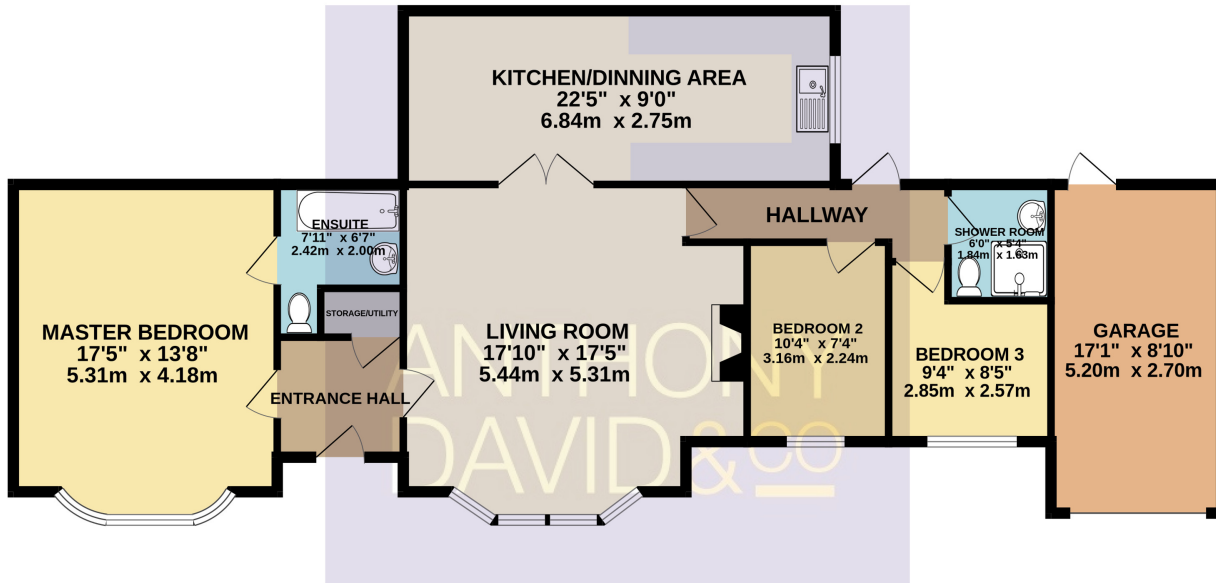 KITCHEN/DINNING AREA
22'5" x 9'0"
6.84m x 2.75m
ENSUITE
7'11" x 6'7"
2.42m x 2.00m
HALLWAY
SHOWER ROOM
6'0" x 5'4"
1.84m x 1.63m
STORAGE/UTILITY
MASTER BEDROOM
17'5" x 13'8"
5.31m x 4.18m
ENTRANCE HALL
LIVING ROOM
17'10" x 17'5"
5.44m x 5.31m
BEDROOM 2
10'4" x 7'4"
3.16m x 2.24m
BEDROOM 3
9'4" x 8'5"
2.85m x 2.57m
GARAGE
17'1" x 8'10"
5.20m x 2.70m
ANTHONY
DAVID & CO